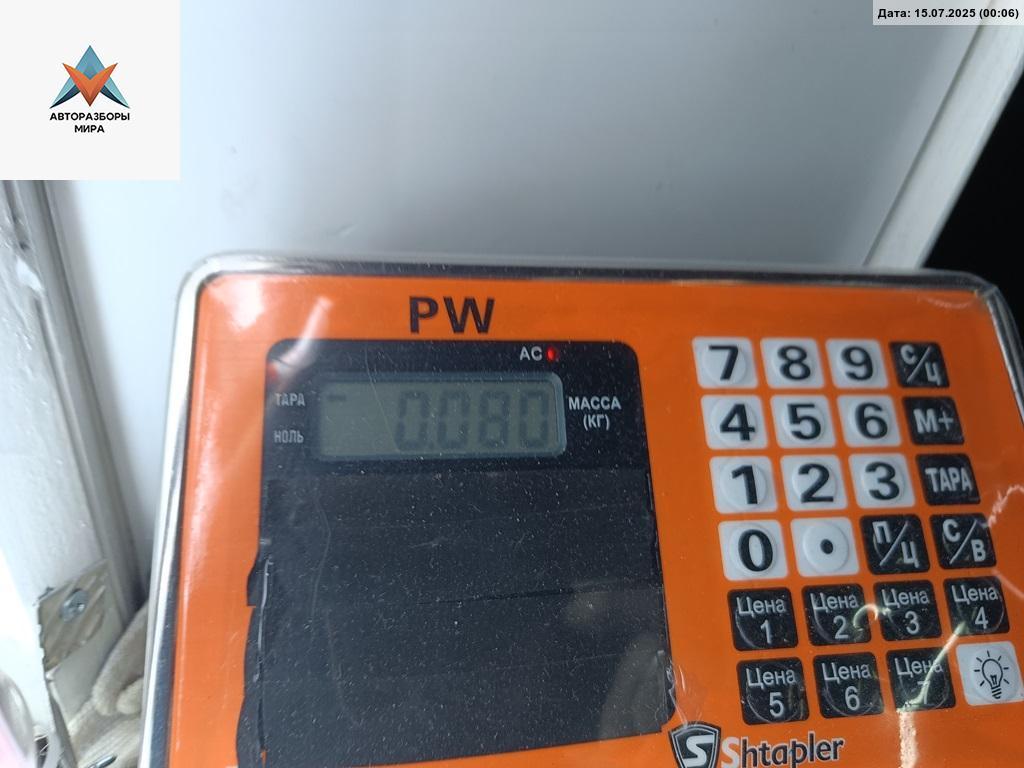 Дата: 15.07.2025 (00:06)
АВТОРАЗБОРЫ
МИРА
PW
AC
ТАРА
НОЛЬ
0.080
МАССА
(КГ)
7 8 9 С/Ц
4 5 6 М+
1 2 3 ТАРА
0 • П/Ц С/В
Цена 1 Цена 2 Цена 3 Цена 4
Цена 5 Цена 6 Цена 7
S Shtapler